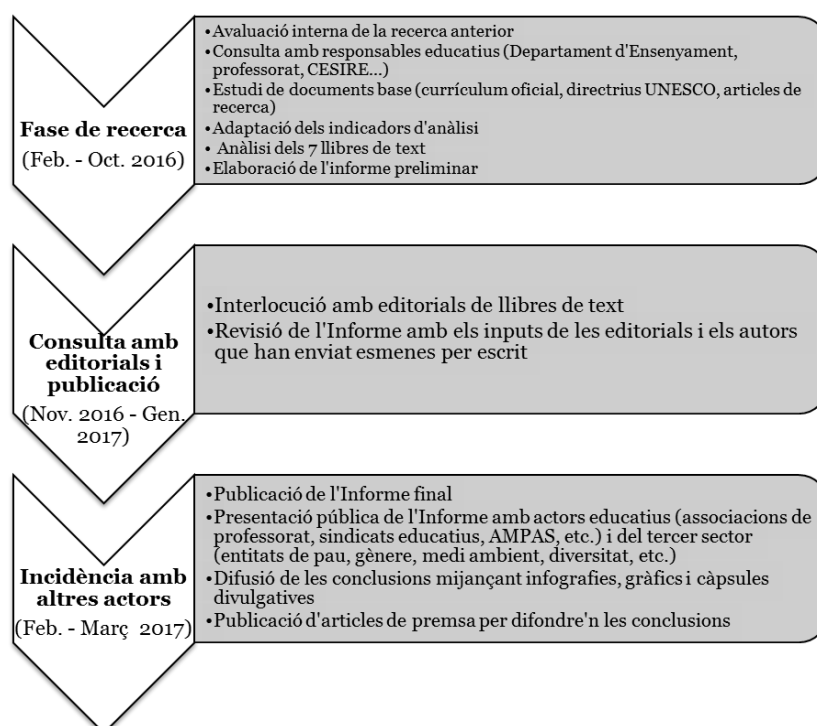 Fase de recerca
(Feb. - Oct. 2016)
•Avaluació interna de la recerca anterior
•Consulta amb responsables educatius (Departament d'Ensenyament,
professorat, CESIRE...)
•Estudi de documents base (currículum oficial, directrius UNESCO, articles de
recerca)
•Adaptació dels indicadors d'anàlisi
• Anàlisi dels 7 llibres de text
•Elaboració de l'informe preliminar
Consulta amb
editorials i
publicació
(Nov. 2016 - Gen.
2017)
•Interlocució amb editorials de llibres de text
•Revisió de l'Informe amb els inputs de les editorials i els autors
que han enviat esmenes per escrit
Incidència amb
altres actors
(Feb. - Març 2017)
•Publicació de l'Informe final
•Presentació pública de l'Informe amb actors educatius (associacions de
professorat, sindicats educatius, AMPAS, etc.) i del tercer sector
(entitats de pau, gènere, medi ambient, diversitat, etc.)
•Difusió de les conclusions mijançant infografies, gràfics i càpsules
divulgatives
•Publicació d'articles de premsa per difondre'n les conclusions